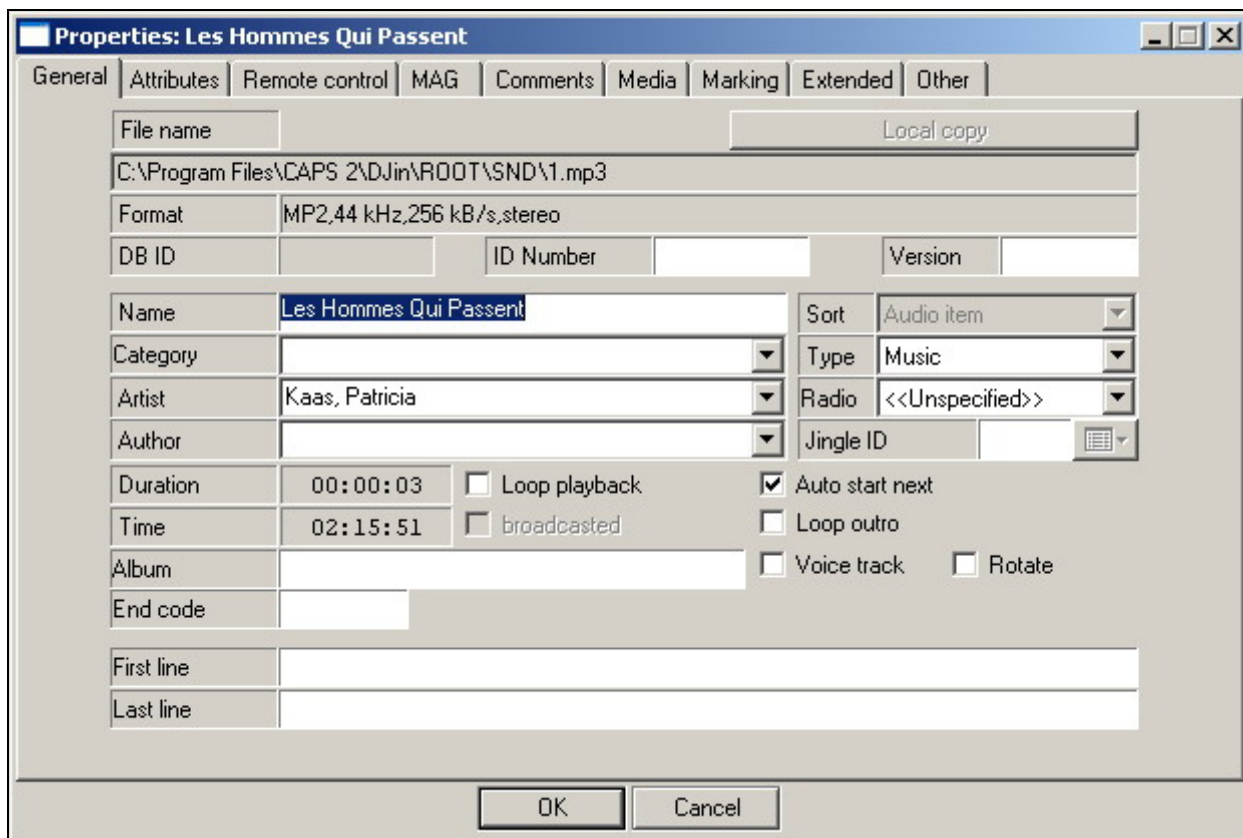 Properties: Les Hommes Qui Passent
General Attributes Remote control MAG Comments Media Marking Extended Other
File name Local copy
C:\Program Files\CAPS 2\DJin\ROOT\SND\1.mp3
Format MP2,44 kHz,256 kB/s,stereo
DB ID ID Number Version
Name Les Hommes Qui Passent Sort Audio item
Category Type Music
Artist Kaas, Patricia Radio <<Unspecified>>
Author Jingle ID
Duration 00:00:03 Loop playback Auto start next
Time 02:15:51 broadcasted Loop outro
Album Voice track Rotate
End code
First line
Last line
OK Cancel